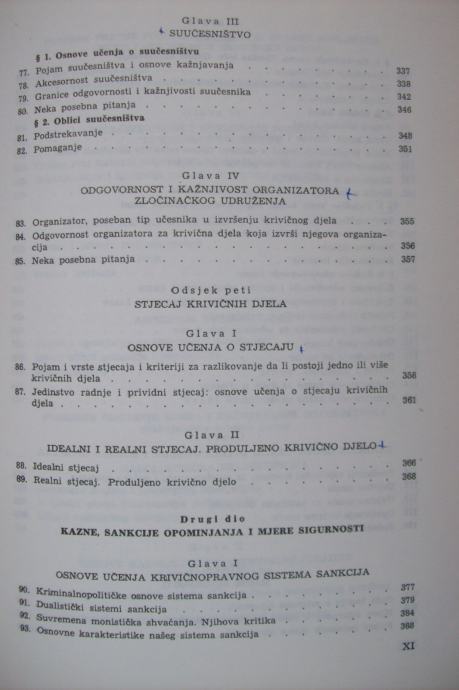 Glava III
SUUČESNIŠTVO
§ 1. Osnove učenja o suučesništvu
77. Pojam suučesništva i osnove kažnjavanja . . . . . . . 337
78. Akcesornost suučesništva . . . . . . . . . . . 338
79. Granice odgovornosti i kažnjivosti suučesnika . . . . . . 342
80. Neka posebna pitanja . . . . . . . . . . . . 346
§ 2. Oblici suučesništva
81. Podstrekavanje . . . . . . . . . . . . . . 348
82. Pomaganje . . . . . . . . . . . . . . . 351
Glava IV
ODGOVORNOST I KAŽNJIVOST ORGANIZATORA
ZLOČINAČKOG UDRUŽENJA
83. Organizator, poseban tip učesnika u izvršenju krivičnog djela . . . 355
84. Odgovornost organizatora za krivična djela koja izvrši njegova organiza-
cija . . . . . . . . . . . . . . . . . 356
85. Neka posebna pitanja . . . . . . . . . . . . 357
Odsjek peti
STJECAJ KRIVIČNIH DJELA
Glava I
OSNOVE UČENJA O STJECAJU
86. Pojam i vrste stjecaja i kriteriji za razlikovanje da li postoji jedno ili više
krivičnih djela . . . . . . . . . . . . . . 358
87. Jedinstvo radnje i prividni stjecaj: osnove učenja o stjecaju krivičnih
djela . . . . . . . . . . . . . . . . . 361
Glava II
IDEALNI I REALNI STJECAJ. PRODULJENO KRIVIČNO DJELO
88. Idealni stjecaj . . . . . . . . . . . . . . 366
89. Realni stjecaj. Produljeno krivično djelo . . . . . . . . 368
Drugi dio
KAZNE, SANKCIJE OPOMINJANJA I MJERE SIGURNOSTI
Glava I
OSNOVE UČENJA KRIVIČNOPRAVNOG SISTEMA SANKCIJA
90. Kriminalnopolitičke osnove sistema sankcija . . . . . . . 377
91. Dualistički sistemi sankcija . . . . . . . . . . . 379
92. Suvremena monistička shvaćanja. Njihova kritika . . . . . . 384
93. Osnovne karakteristike našeg sistema sankcija . . . . . . . 388
XI